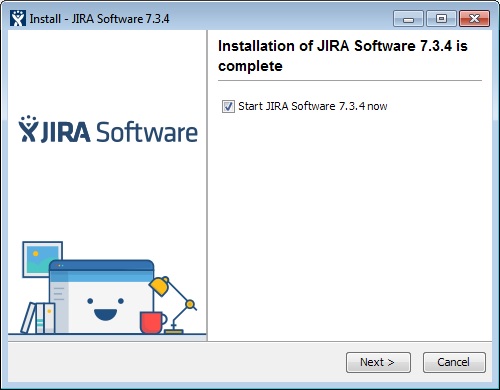 Install - JIRA Software 7.3.4
Installation of JIRA Software 7.3.4 is
complete
Start JIRA Software 7.3.4 now
JIRA Software
Next >
Cancel